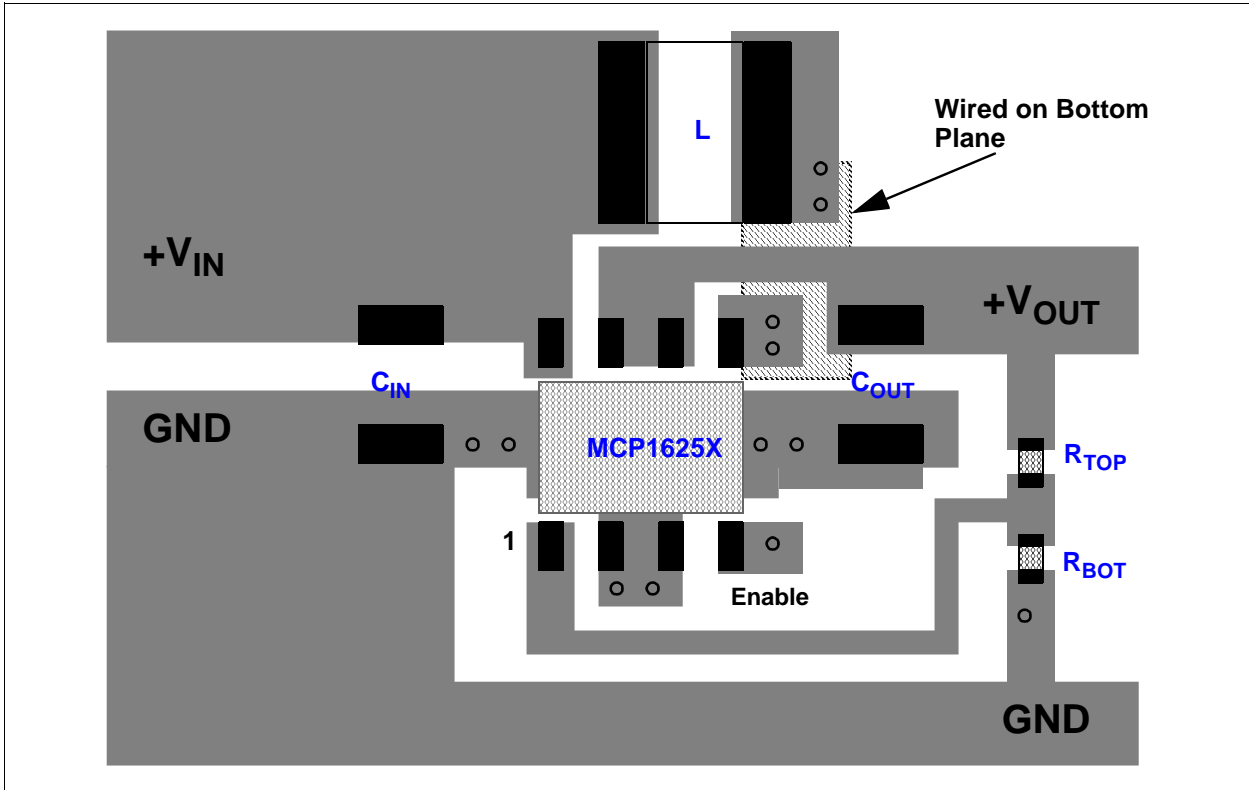 L
Wired on Bottom
Plane
+VIN
+VOUT
CIN
COUT
GND
MCP1625X
RTOP
1
RBOT
Enable
GND